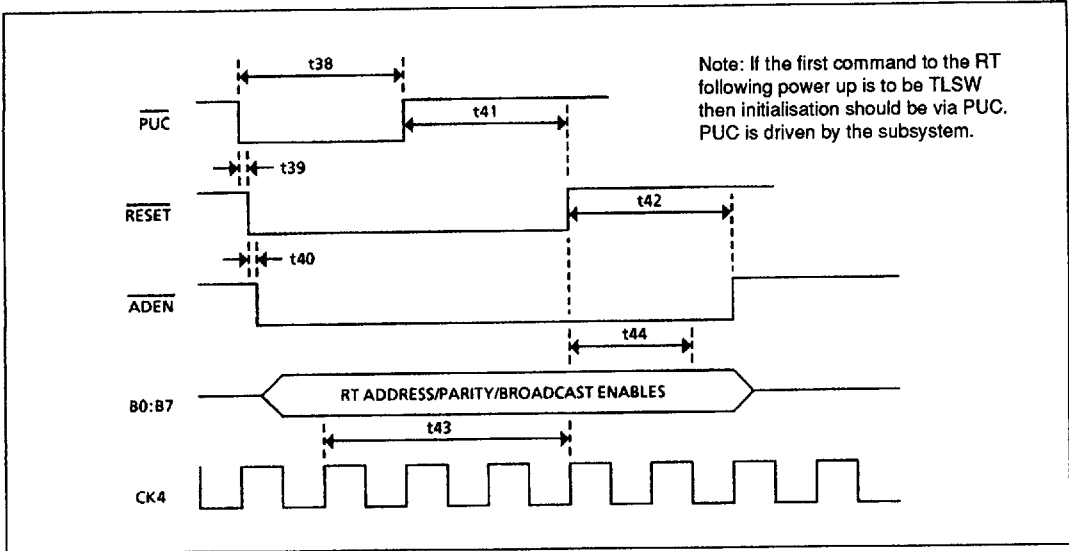 t38
Note: If the first command to the RT
following power up is to be TLSW
then initialisation should be via PUC.
PUC is driven by the subsystem.
PUC
t41
t39
RESET
t42
t40
ADEN
t44
B0:B7
RT ADDRESS/PARITY/BROADCAST ENABLES
t43
CK4